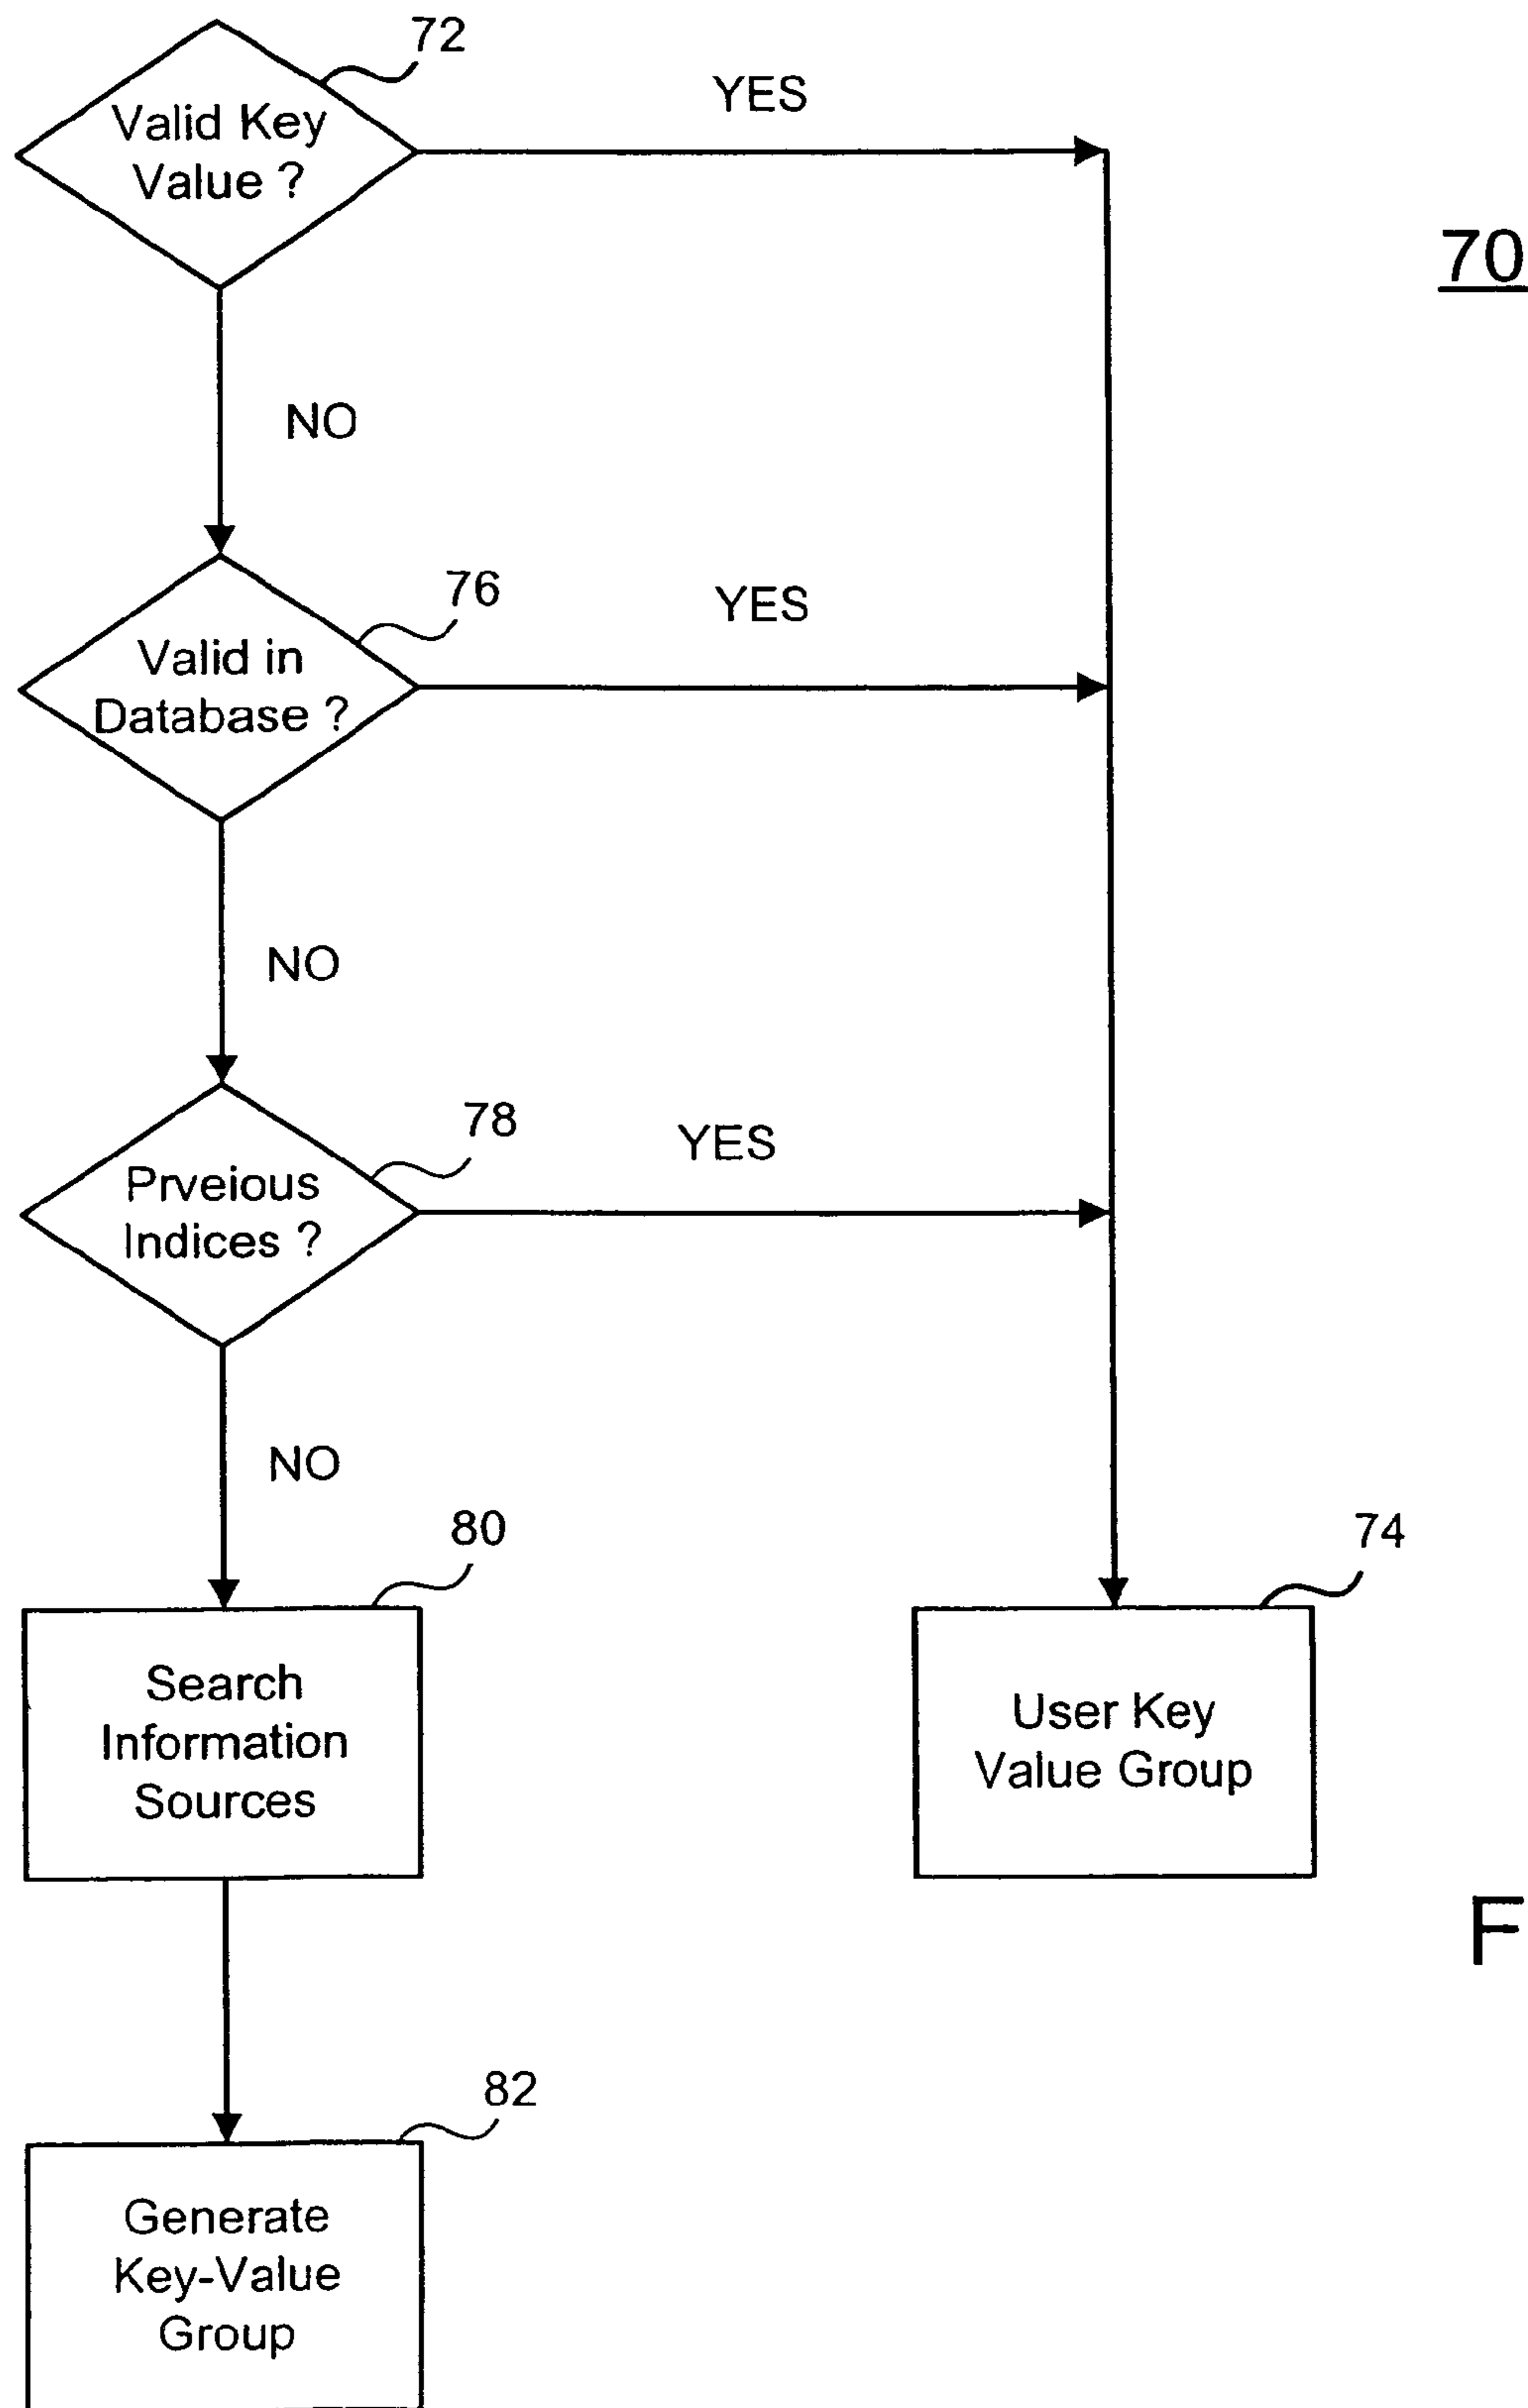 72
Valid Key
Value ?
YES
70
NO
76
Valid in
Database ?
YES
NO
78
Prveious
Indices ?
YES
NO
80
Search
Information
Sources
74
User Key
Value Group
F
82
Generate
Key-Value
Group